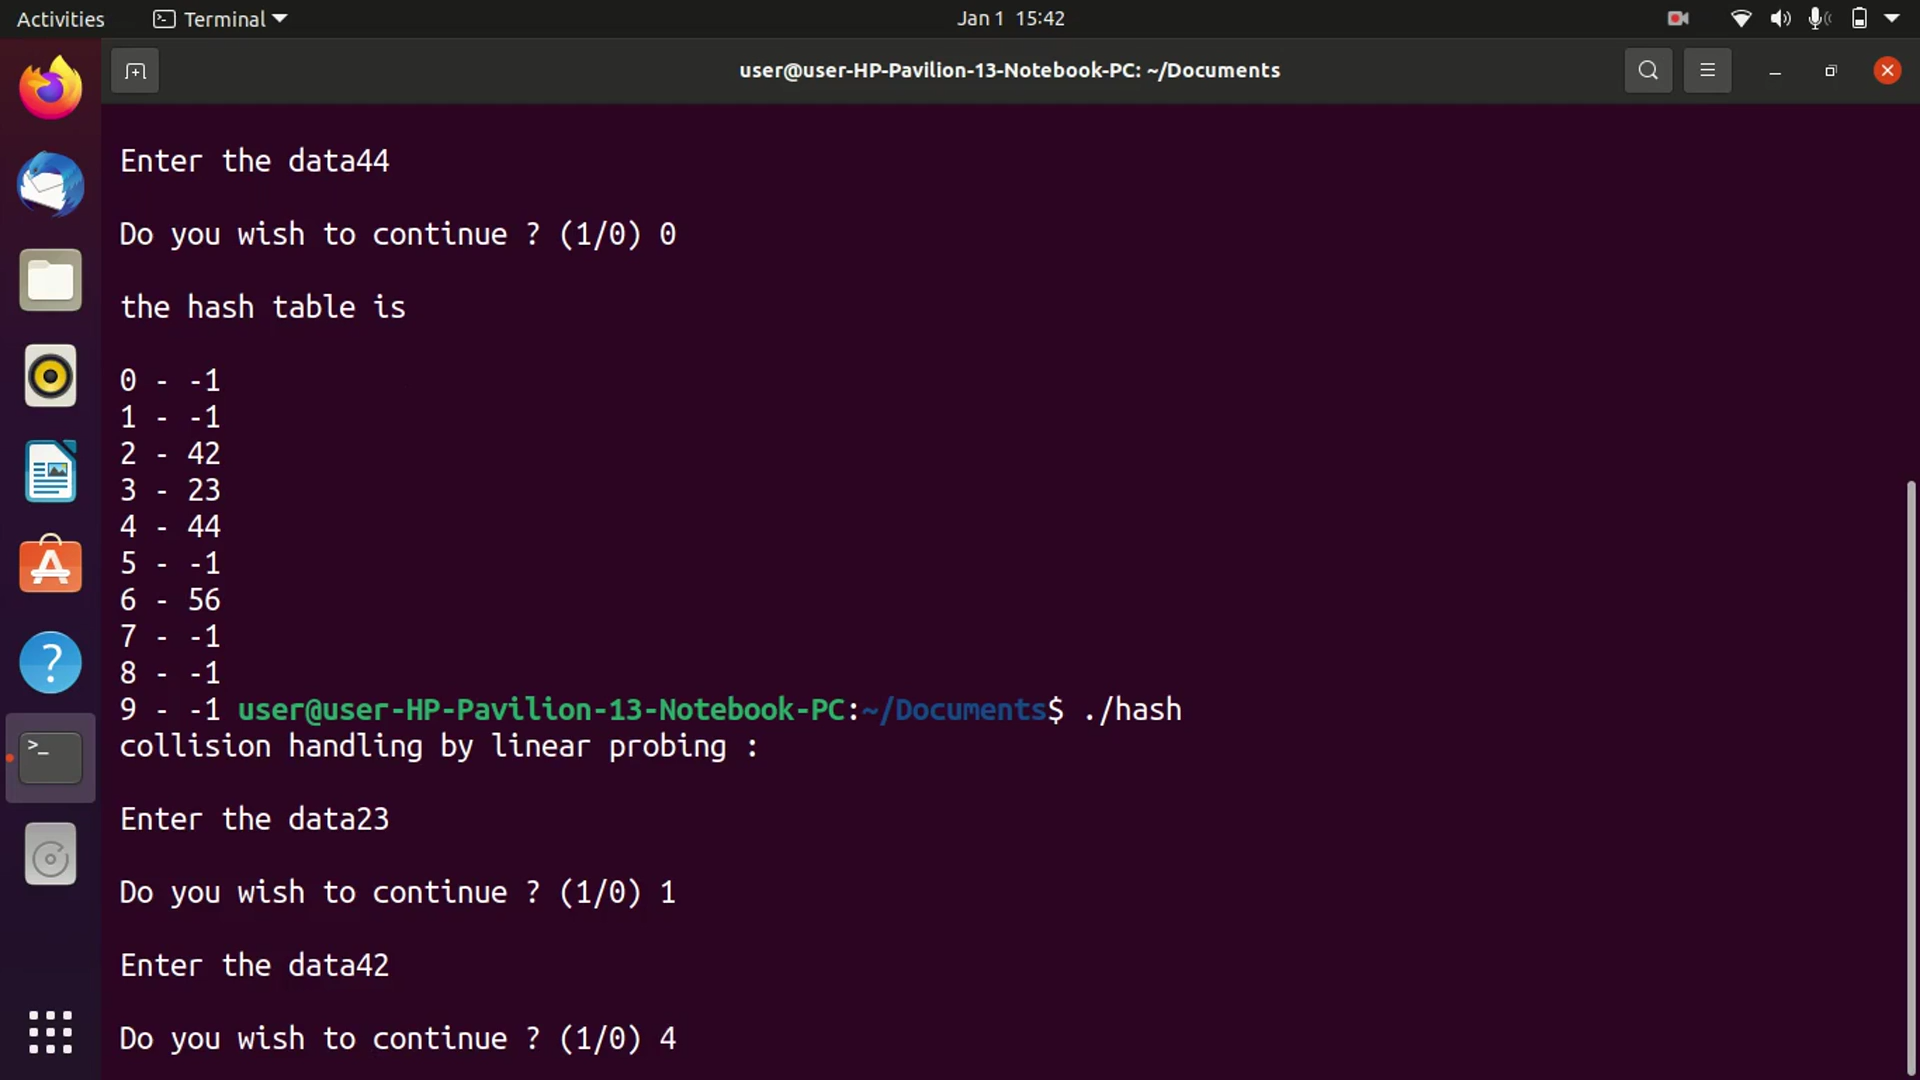 Activities Terminal Jan 1 15:42
user@user-HP-Pavilion-13-Notebook-PC: ~/Documents
Enter the data44
Do you wish to continue ? (1/0) 0
the hash table is
0 - -1
1 - -1
2 - 42
3 - 23
4 - 44
5 - -1
6 - 56
7 - -1
8 - -1
9 - -1 user@user-HP-Pavilion-13-Notebook-PC:~/Documents$ ./hash
collision handling by linear probing :
Enter the data23
Do you wish to continue ? (1/0) 1
Enter the data42
Do you wish to continue ? (1/0) 4